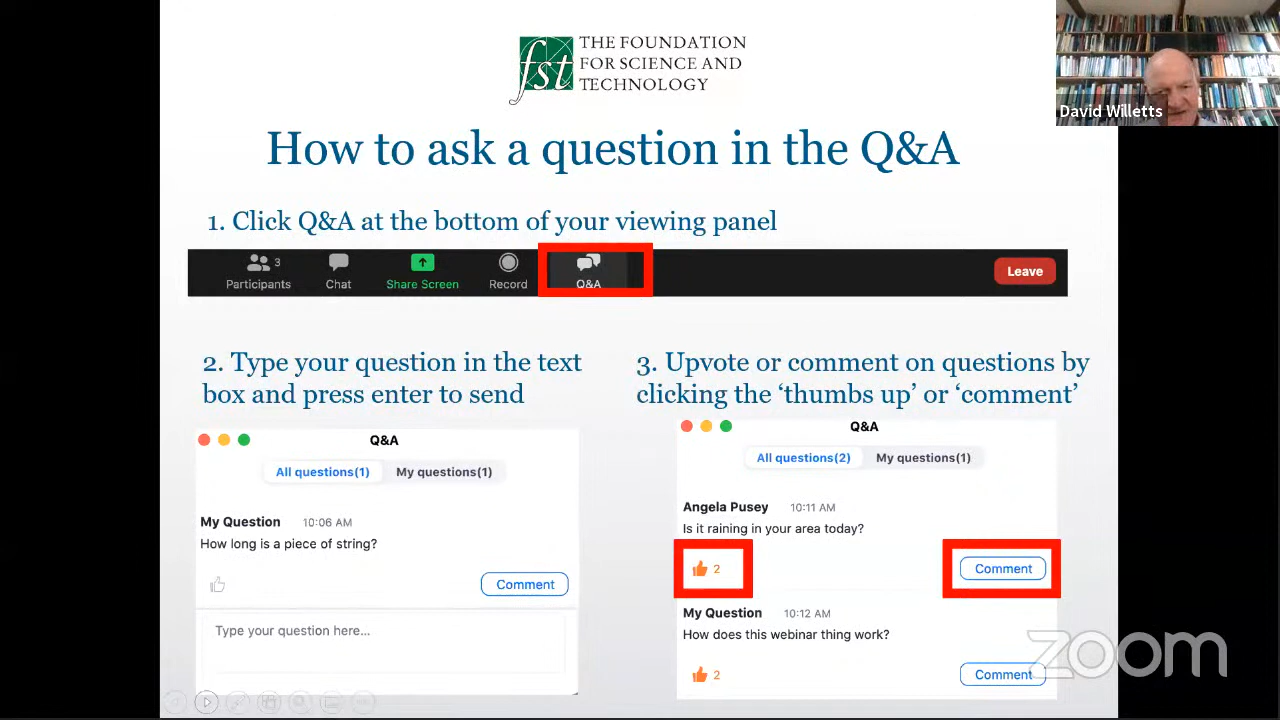 fst
THE FOUNDATION
FOR SCIENCE AND
TECHNOLOGY
David Willetts
How to ask a question in the Q&A
1. Click Q&A at the bottom of your viewing panel
Participants
3
Chat
Share Screen
Record
Q&A
Leave
2. Type your question in the text
box and press enter to send
Q&A
All questions(1)
My questions(1)
My Question 10:06 AM
How long is a piece of string?
Comment
Type your question here...
3. Upvote or comment on questions by
clicking the ‘thumbs up’ or ‘comment’
Q&A
All questions(2)
My questions(1)
Angela Pusey 10:11 AM
Is it raining in your area today?
2
Comment
My Question 10:12 AM
How does this webinar thing work?
2
Comment
zoom